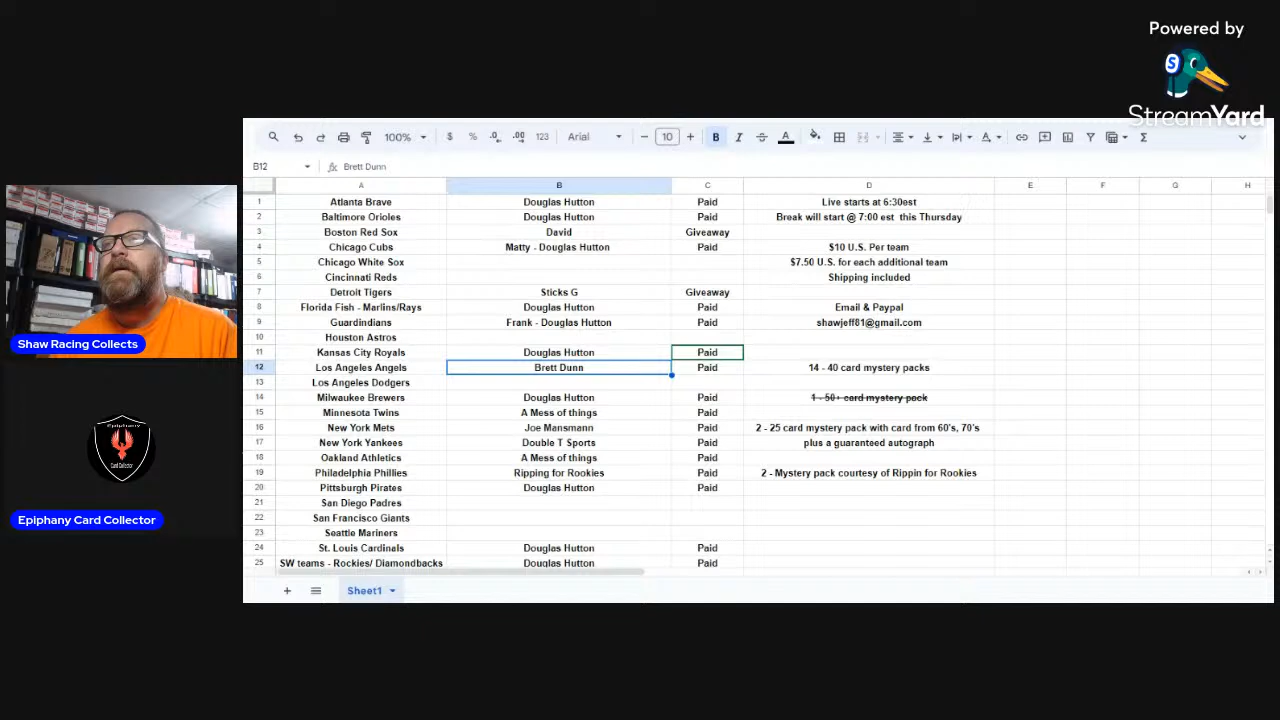 Powered by
S
StreamYard
100%
$
%
.0
.00
123
Arial
10
B
I
A
Σ
B12
fx
Brett Dunn
A B C D E F G H
1 Atlanta Brave Douglas Hutton Paid Live starts at 6:30est
2 Baltimore Orioles Douglas Hutton Paid Break will start @ 7:00 est this Thursday
3 Boston Red Sox David Giveaway
4 Chicago Cubs Matty - Douglas Hutton Paid $10 U.S. Per team
5 Chicago White Sox $7.50 U.S. for each additional team
6 Cincinnati Reds Shipping included
7 Detroit Tigers Sticks G Giveaway
8 Florida Fish - Marlins/Rays Douglas Hutton Paid Email & Paypal
9 Guardindians Frank - Douglas Hutton Paid shawjeff81@gmail.com
10 Houston Astros
11 Kansas City Royals Douglas Hutton Paid
12 Los Angeles Angels Brett Dunn Paid 14 - 40 card mystery packs
13 Los Angeles Dodgers
14 Milwaukee Brewers Douglas Hutton Paid 1 - 50+ card mystery pack
15 Minnesota Twins A Mess of things Paid
16 New York Mets Joe Mansmann Paid 2 - 25 card mystery pack with card from 60's, 70's
17 New York Yankees Double T Sports Paid plus a guaranteed autograph
18 Oakland Athletics A Mess of things Paid
19 Philadelphia Phillies Ripping for Rookies Paid 2 - Mystery pack courtesy of Rippin for Rookies
20 Pittsburgh Pirates Douglas Hutton Paid
21 San Diego Padres
22 San Francisco Giants
23 Seattle Mariners
24 St. Louis Cardinals Douglas Hutton Paid
25 SW teams - Rockies/ Diamondbacks Douglas Hutton Paid
Sheet1
Shaw Racing Collects
Epiphany
Card Collector
Epiphany Card Collector